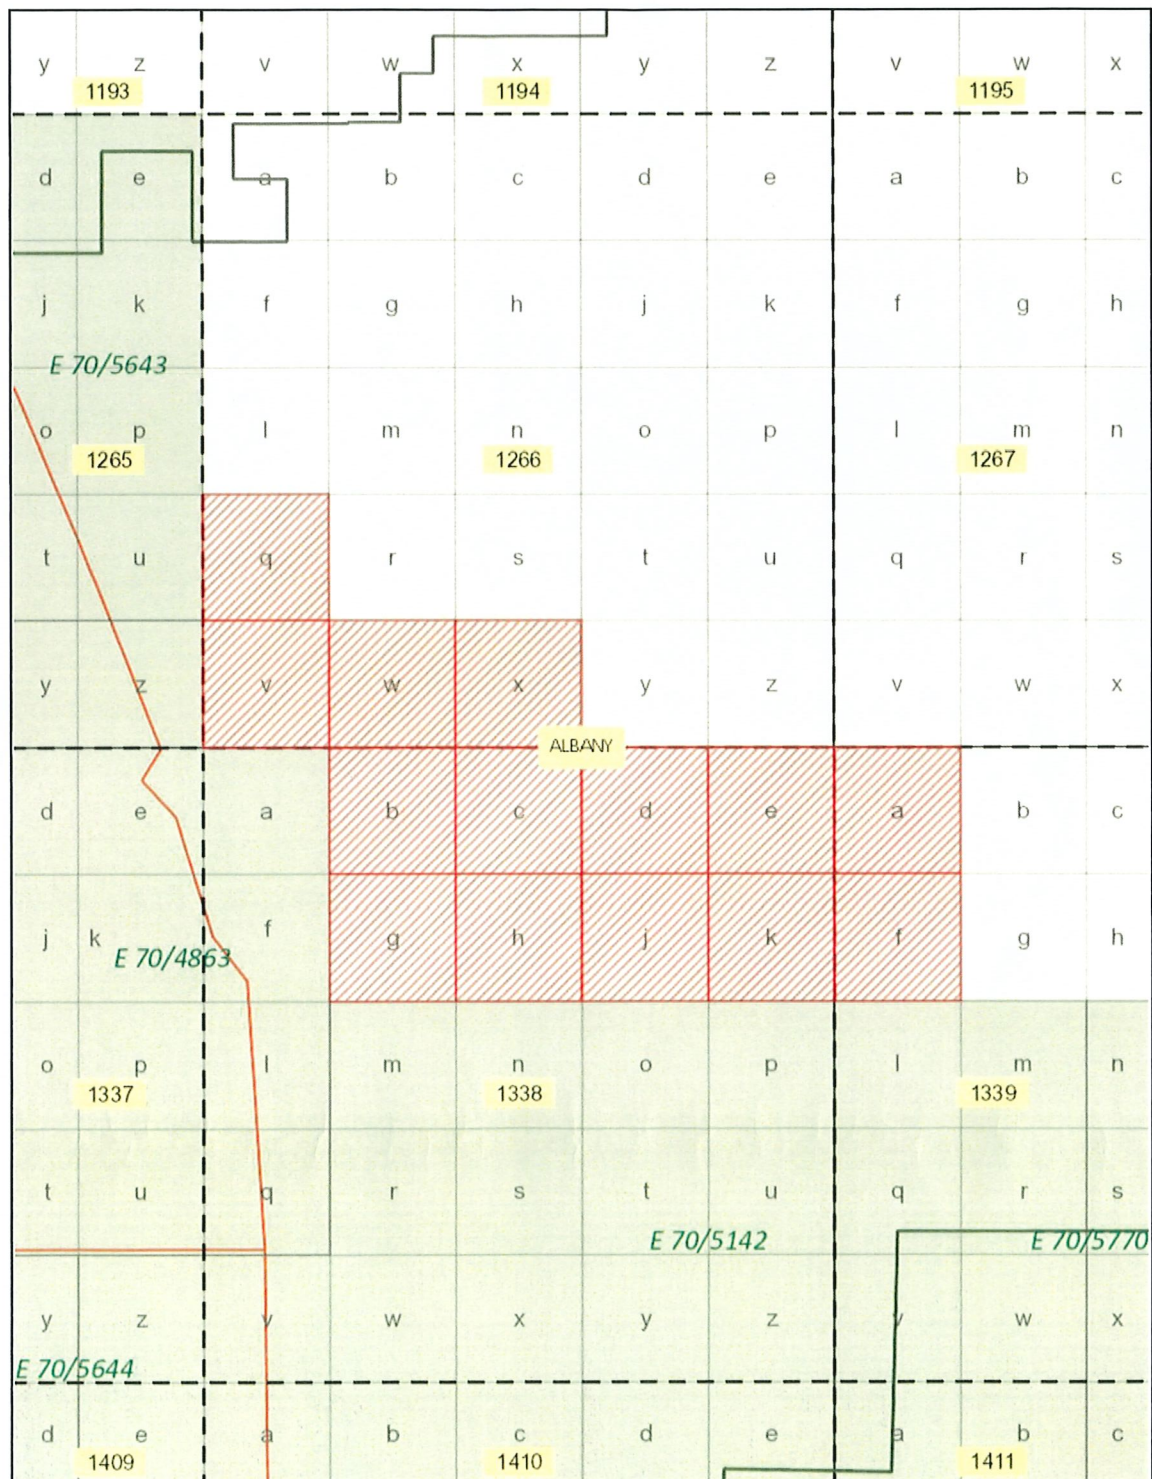 y z v w x y z v w x
1193 1194 1195
d e a b c d e a b c
j k f g h j k f g h
E 70/5643
o p l m n o p l m n
1265 1266 1267
t u q r s t u q r s
y z v w x y z v w x
ALBANY
d e a b c d e a b c
j k f g h j k f g h
E 70/4863
o p l m n o p l m n
1337 1338 1339
t u q r s t u q r s
E 70/5142 E 70/5770
y z v w x y z v w x
E 70/5644
d e a b c d e a b c
1409 1410 1411